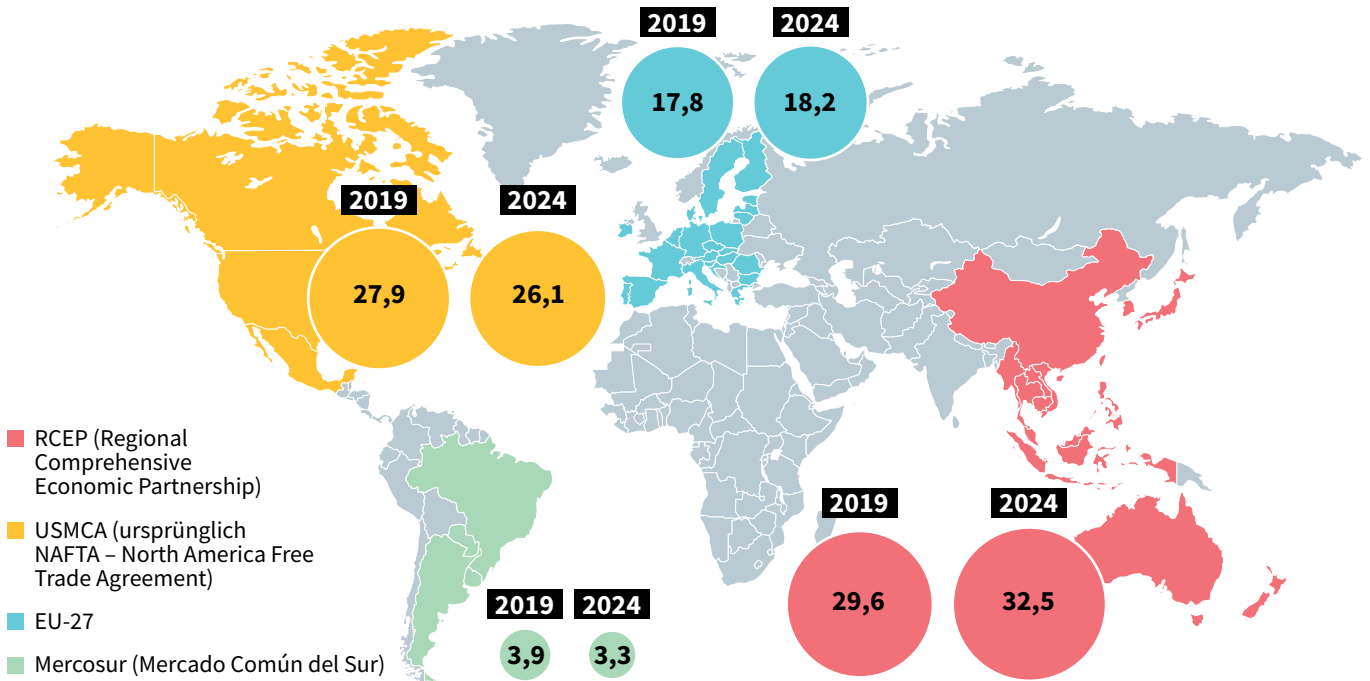 2019
2024
17,8
18,2
2019
2024
27,9
26,1
RCEP (Regional
Comprehensive
Economic Partnership)
USMCA (ursprünglich
NAFTA – North America Free
Trade Agreement)
EU-27
Mercosur (Mercado Común del Sur)
2019
2024
3,9
3,3
2019
2024
29,6
32,5